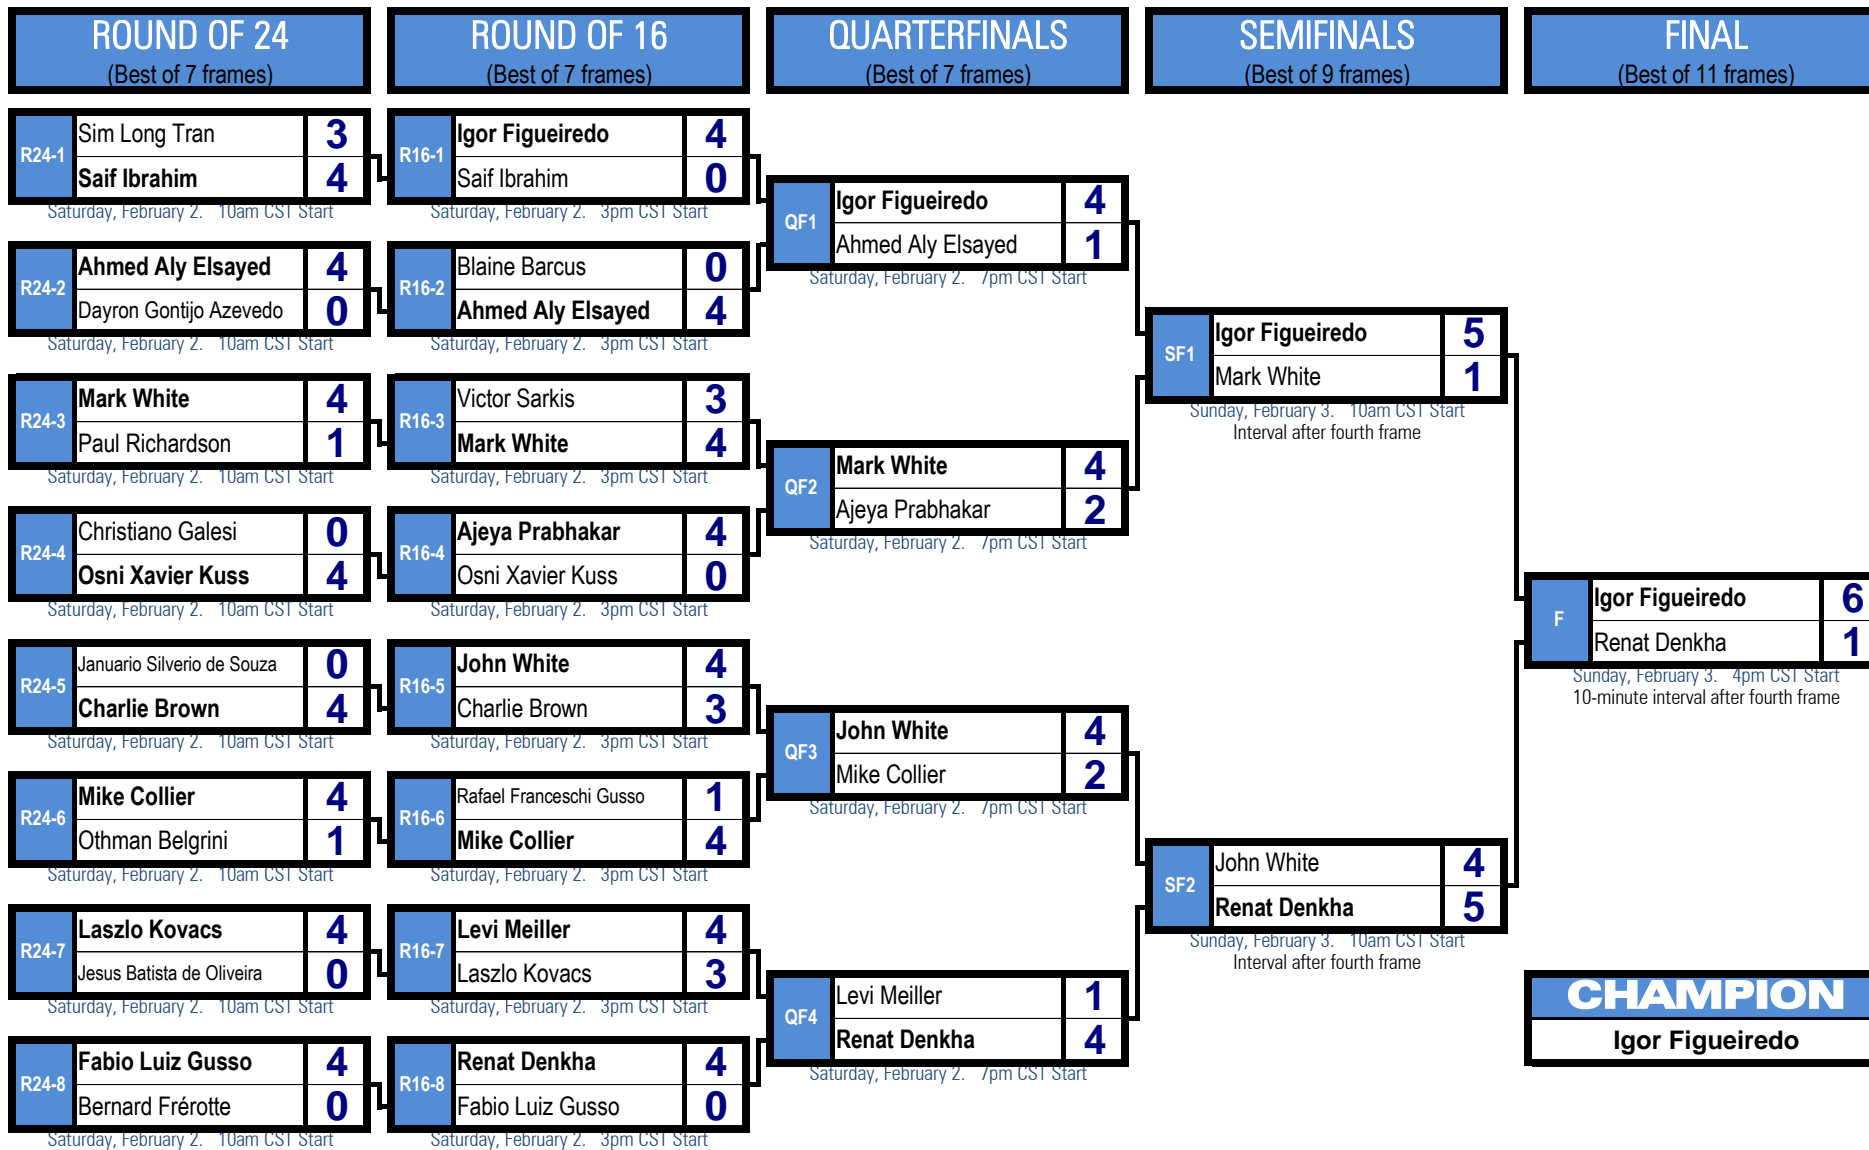 ROUND OF 24
(Best of 7 frames)
R24-1
Sim Long Tran 3
Saif Ibrahim 4
Saturday, February 2. 10am CST Start
R24-2
Ahmed Aly Elsayed 4
Dayron Gontijo Azevedo 0
Saturday, February 2. 10am CST Start
R24-3
Mark White 4
Paul Richardson 1
Saturday, February 2. 10am CST Start
R24-4
Christiano Galesi 0
Osni Xavier Kuss 4
Saturday, February 2. 10am CST Start
R24-5
Januario Silverio de Souza 0
Charlie Brown 4
Saturday, February 2. 10am CST Start
R24-6
Mike Collier 4
Othman Belgrini 1
Saturday, February 2. 10am CST Start
R24-7
Laszlo Kovacs 4
Jesus Batista de Oliveira 0
Saturday, February 2. 10am CST Start
R24-8
Fabio Luiz Gusso 4
Bernard Frérotte 0
Saturday, February 2. 10am CST Start
ROUND OF 16
(Best of 7 frames)
R16-1
Igor Figueiredo 4
Saif Ibrahim 0
Saturday, February 2. 3pm CST Start
R16-2
Blaine Barcus 0
Ahmed Aly Elsayed 4
Saturday, February 2. 3pm CST Start
R16-3
Victor Sarkis 3
Mark White 4
Saturday, February 2. 3pm CST Start
R16-4
Ajeya Prabhakar 4
Osni Xavier Kuss 0
Saturday, February 2. 3pm CST Start
R16-5
John White 4
Charlie Brown 3
Saturday, February 2. 3pm CST Start
R16-6
Rafael Franceschi Gusso 1
Mike Collier 4
Saturday, February 2. 3pm CST Start
R16-7
Levi Meiller 4
Laszlo Kovacs 3
Saturday, February 2. 3pm CST Start
R16-8
Renat Denkha 4
Fabio Luiz Gusso 0
Saturday, February 2. 3pm CST Start
QUARTERFINALS
(Best of 7 frames)
QF1
Igor Figueiredo 4
Ahmed Aly Elsayed 1
Saturday, February 2. 7pm CST Start
QF2
Mark White 4
Ajeya Prabhakar 2
Saturday, February 2. 7pm CST Start
QF3
John White 4
Mike Collier 2
Saturday, February 2. 7pm CST Start
QF4
Levi Meiller 1
Renat Denkha 4
Saturday, February 2. 7pm CST Start
SEMIFINALS
(Best of 9 frames)
SF1
Igor Figueiredo 5
Mark White 1
Sunday, February 3. 10am CST Start
Interval after fourth frame
SF2
John White 4
Renat Denkha 5
Sunday, February 3. 10am CST Start
Interval after fourth frame
FINAL
(Best of 11 frames)
F
Igor Figueiredo 6
Renat Denkha 1
Sunday, February 3. 4pm CST Start
10-minute interval after fourth frame
CHAMPION
Igor Figueiredo